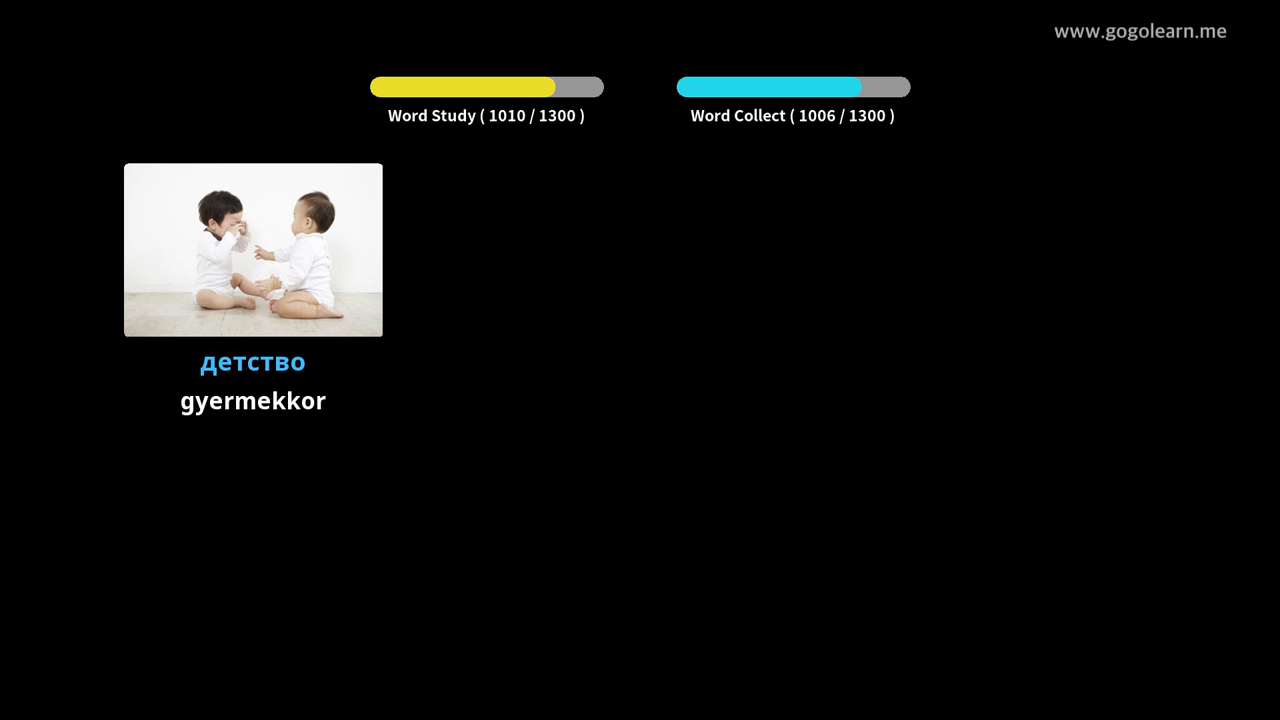 www.gogolearn.me
Word Study ( 1010 / 1300 )
Word Collect ( 1006 / 1300 )
детство
gyermekkor